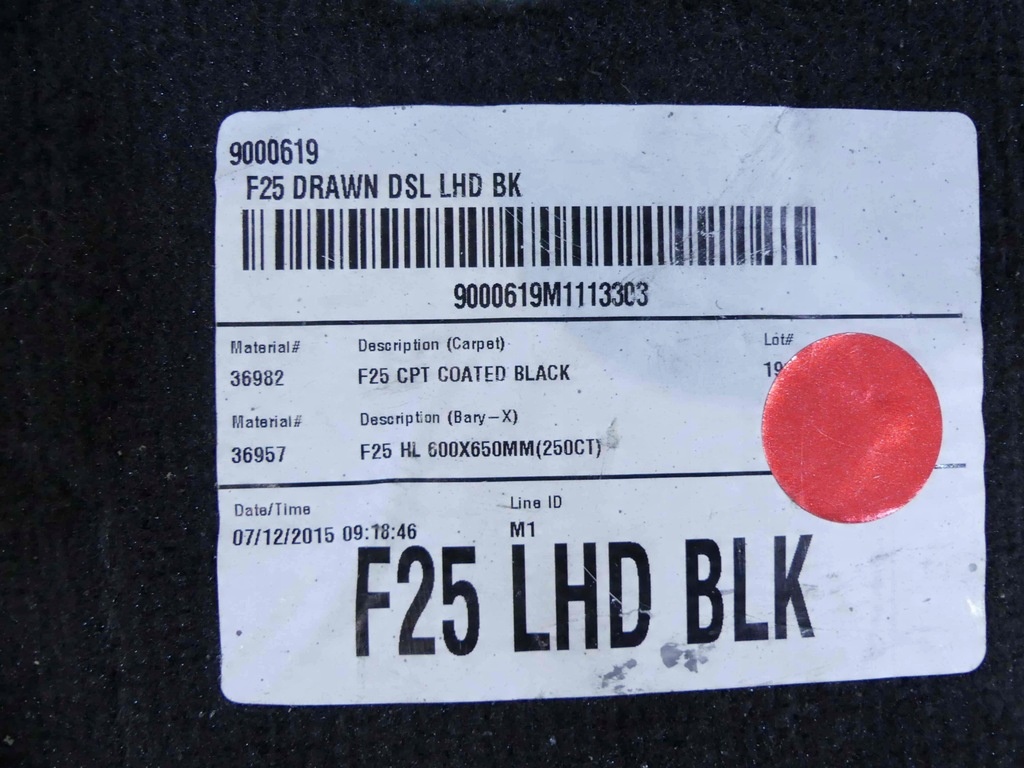 9000619
F25 DRAWN DSL LHD BK
9000619M1113303
Material# Description (Carpet) Lot#
36982 F25 CPT COATED BLACK 19
Material# Description (Bary-X)
36957 F25 HL 600X650MM(250CT)
Date/Time Line ID
07/12/2015 09:18:46 M1
F25 LHD BLK